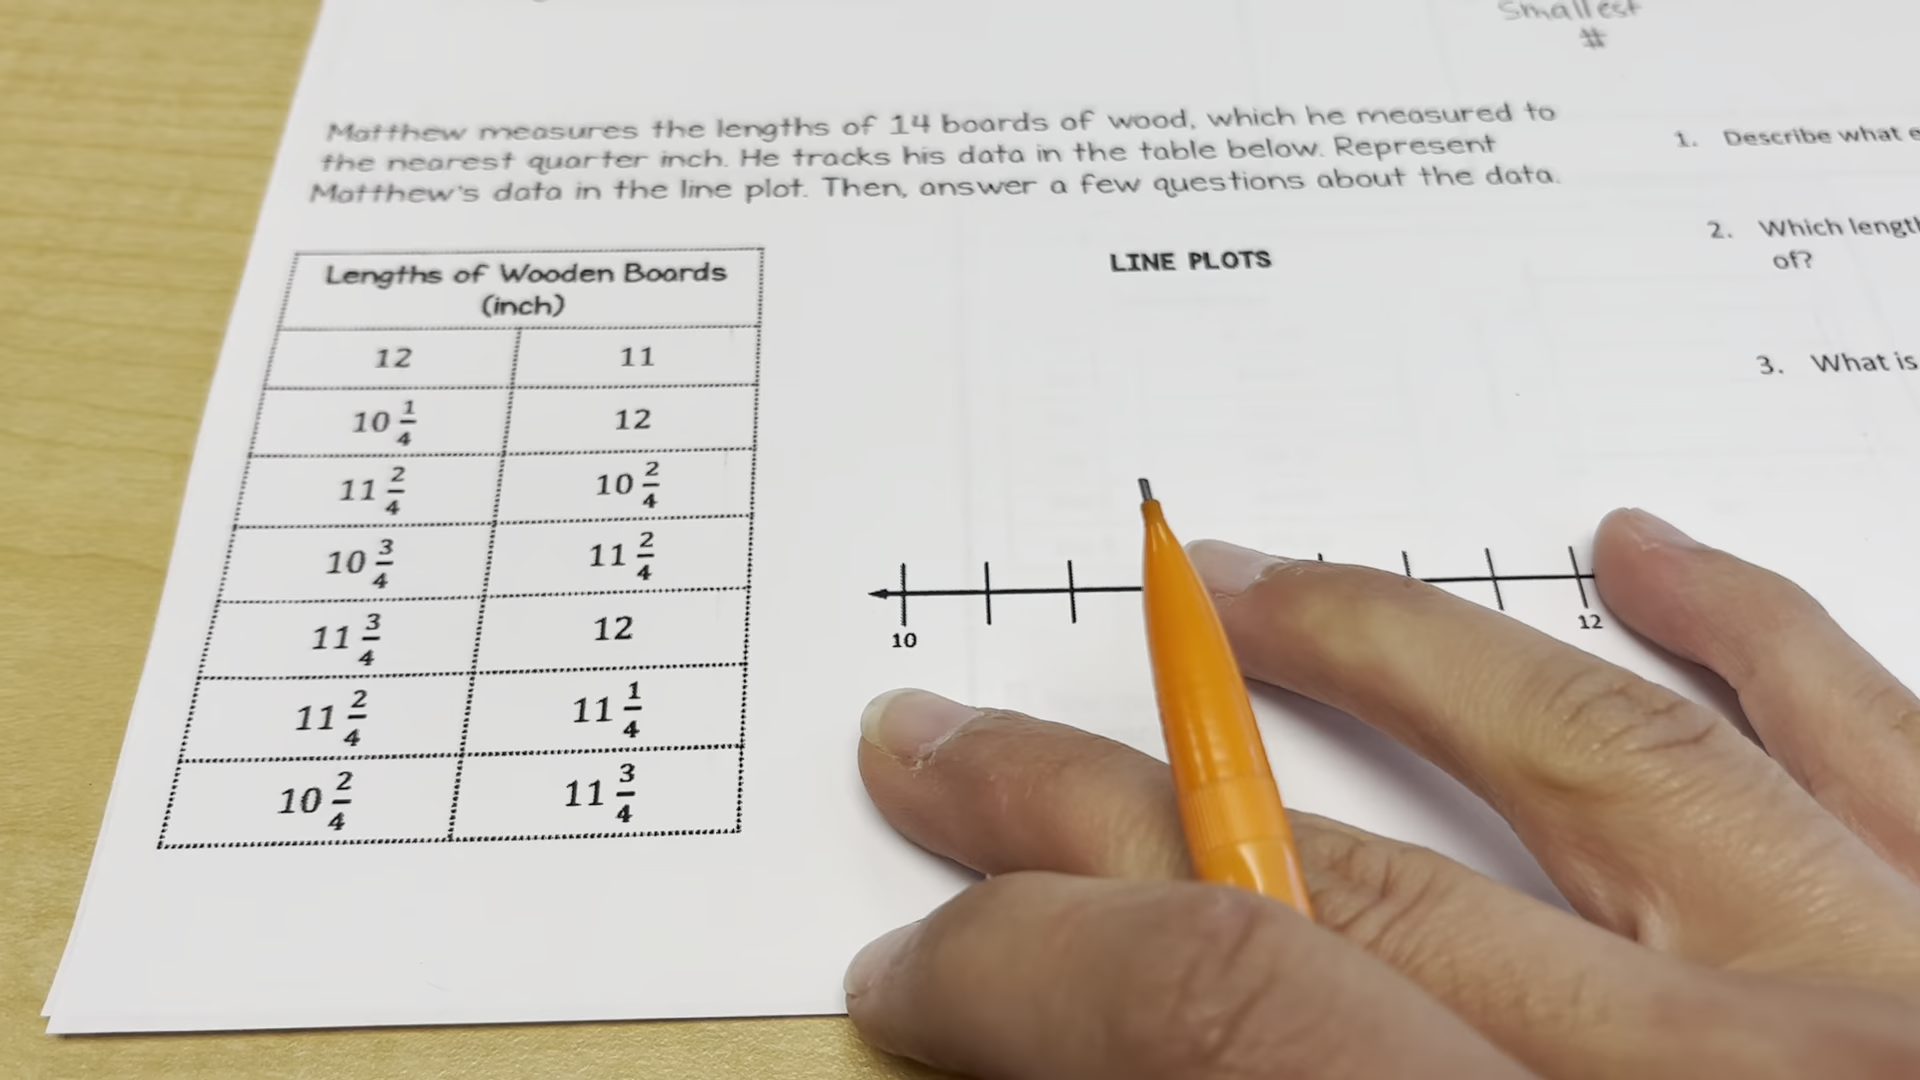 Smallest
#
Matthew measures the lengths of 14 boards of wood, which he measured to
the nearest quarter inch. He tracks his data in the table below. Represent
Matthew's data in the line plot. Then, answer a few questions about the data.
Lengths of Wooden Boards
(inch)
12 11
10 1/4 12
11 2/4 10 2/4
10 3/4 11 2/4
11 3/4 12
11 2/4 11 1/4
10 2/4 11 3/4
LINE PLOTS
10 12
1. Describe what
2. Which
of?
3. What is